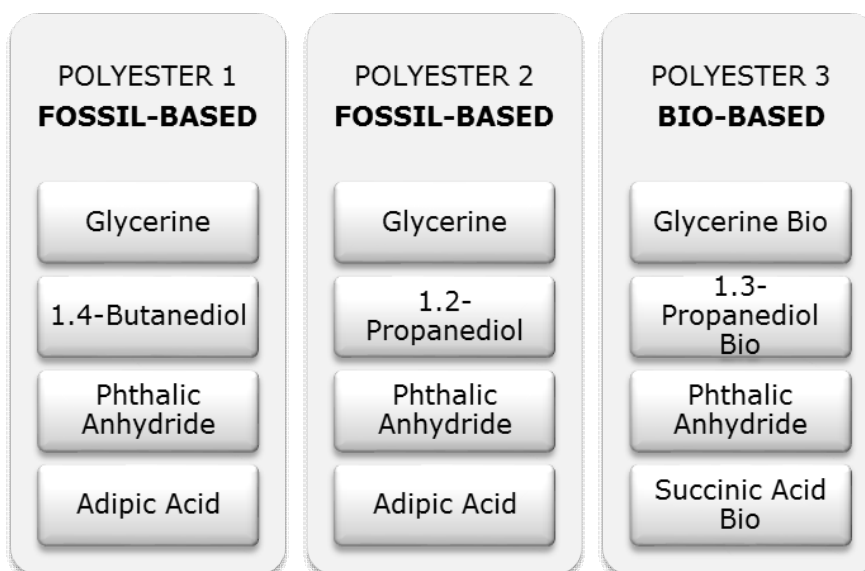 POLYESTER 1
FOSSIL-BASED
Glycerine
1.4-Butanediol
Phthalic
Anhydride
Adipic Acid
POLYESTER 2
FOSSIL-BASED
Glycerine
1.2-
Propanediol
Phthalic
Anhydride
Adipic Acid
POLYESTER 3
BIO-BASED
Glycerine Bio
1.3-
Propanediol
Bio
Phthalic
Anhydride
Succinic Acid
Bio